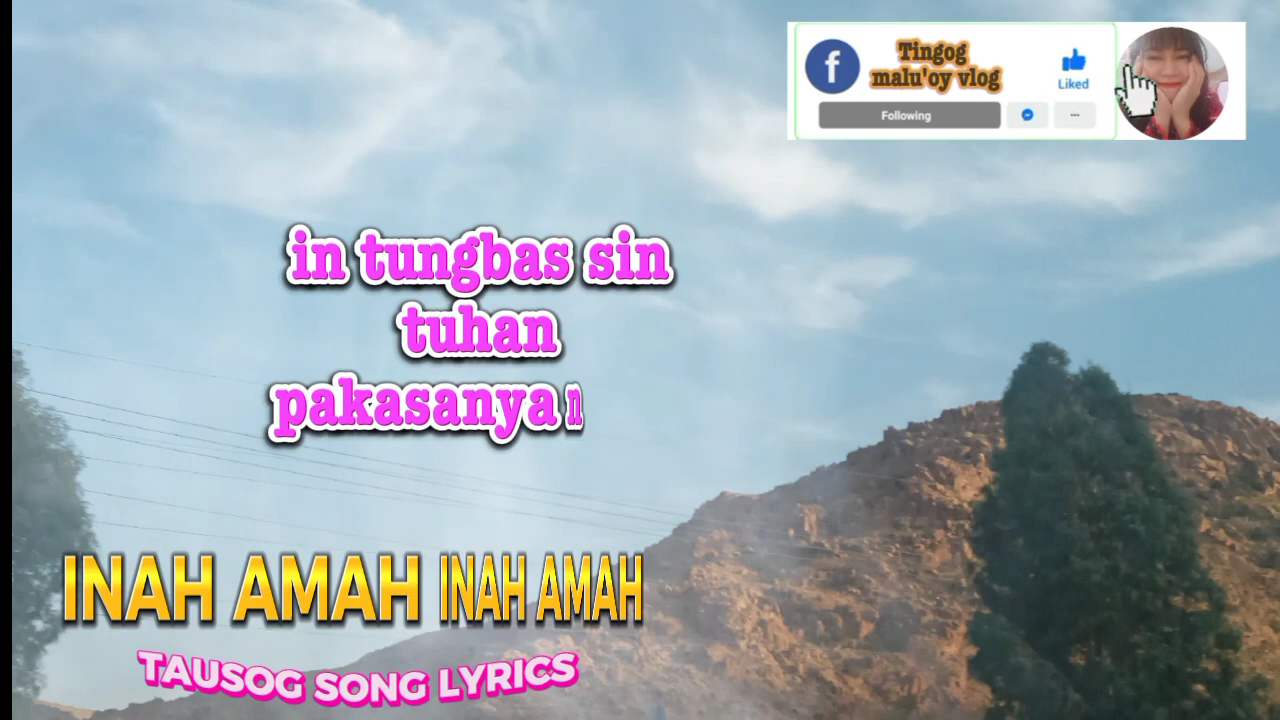 Tingog
malu'oy vlog
Liked
Following
in tungbas sin
tuhan
pakasanya n
INAH AMAH INAH AMAH
TAUSOG SONG LYRICS